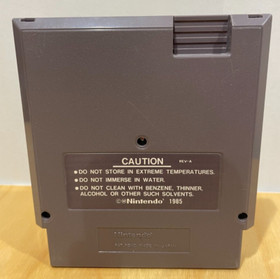 CAUTION REV-A
●DO NOT STORE IN EXTREME TEMPERATURES.
●DO NOT IMMERSE IN WATER.
●DO NOT CLEAN WITH BENZENE, THINNER,
ALCOHOL OR OTHER SUCH SOLVENTS.
©®Nintendo 1985
Nintendo